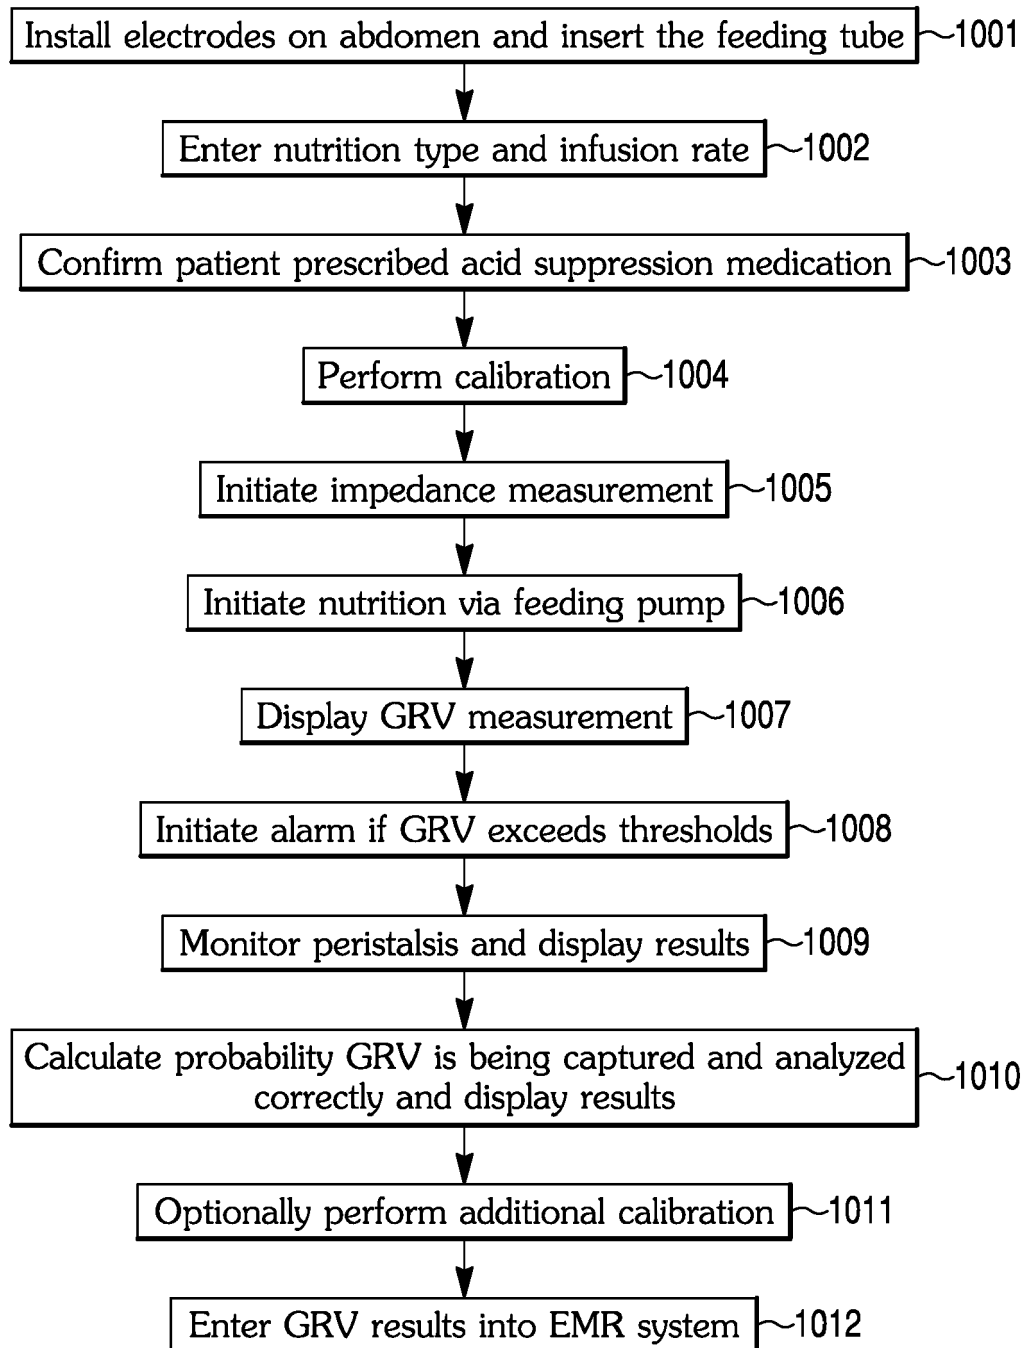 Install electrodes on abdomen and insert the feeding tube 1001
Enter nutrition type and infusion rate 1002
Confirm patient prescribed acid suppression medication 1003
Perform calibration 1004
Initiate impedance measurement 1005
Initiate nutrition via feeding pump 1006
Display GRV measurement 1007
Initiate alarm if GRV exceeds thresholds 1008
Monitor peristalsis and display results 1009
Calculate probability GRV is being captured and analyzed
correctly and display results
1010
Optionally perform additional calibration 1011
Enter GRV results into EMR system 1012